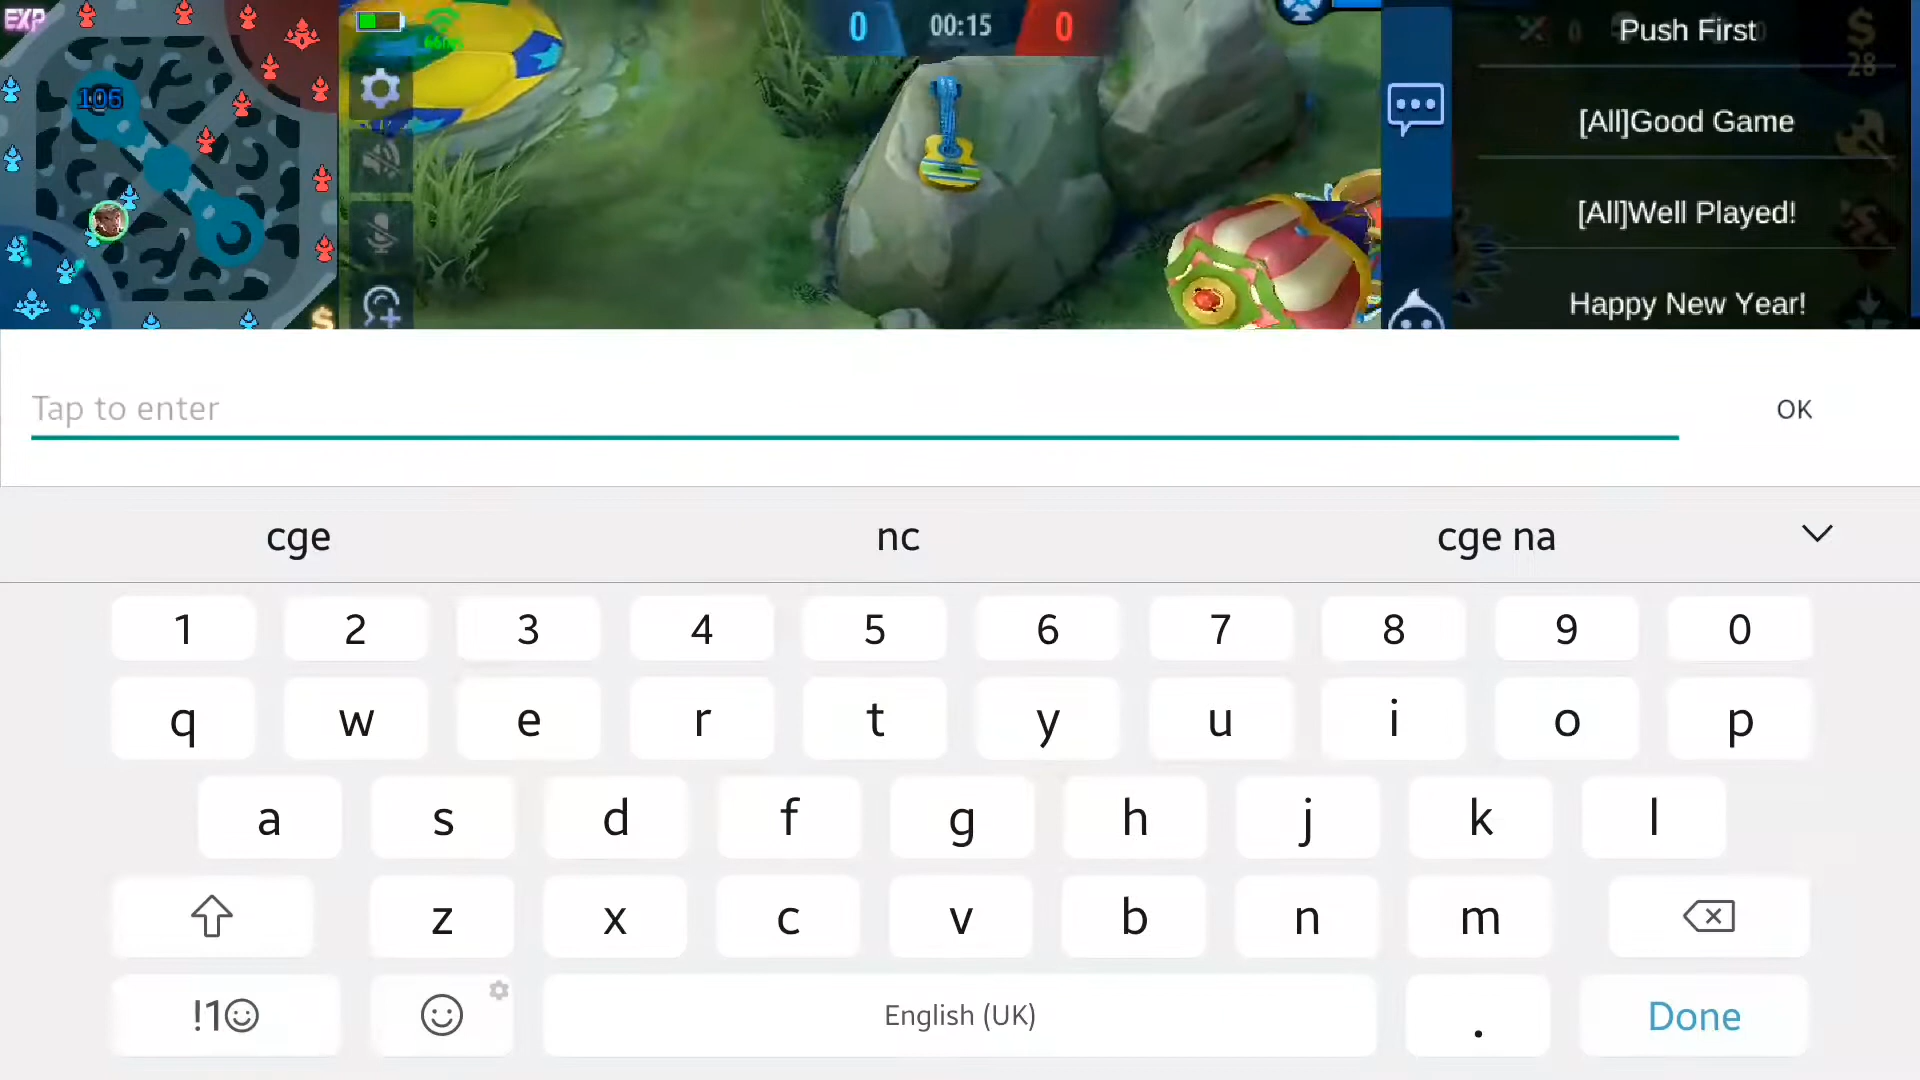 EXP
106
66ms
0 00:15 0
0
28
Push First
[All]Good Game
[All]Well Played!
Happy New Year!
Tap to enter
OK
cge nc cge na
1 2 3 4 5 6 7 8 9 0
q w e r t y u i o p
a s d f g h j k l
z x c v b n m
!1☺ English (UK) . Done